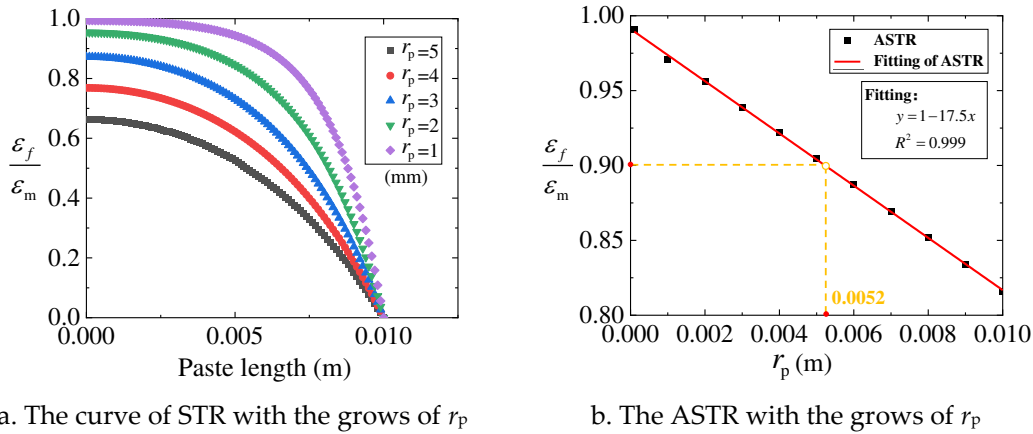 1.0
0.8
0.6
0.4
0.2
0.0
ε_f
ε_m
r_p=5
r_p=4
r_p=3
r_p=2
r_p=1
(mm)
0.000
0.005
0.010
Paste length (m)
a. The curve of STR with the grows of r_p
1.00
0.95
0.90
0.85
0.80
ε_f
ε_m
ASTR
Fitting of ASTR
Fitting:
y = 1−17.5x
R² = 0.999
0.0052
0.000
0.002
0.004
0.006
0.008
0.010
r_p (m)
b. The ASTR with the grows of r_p